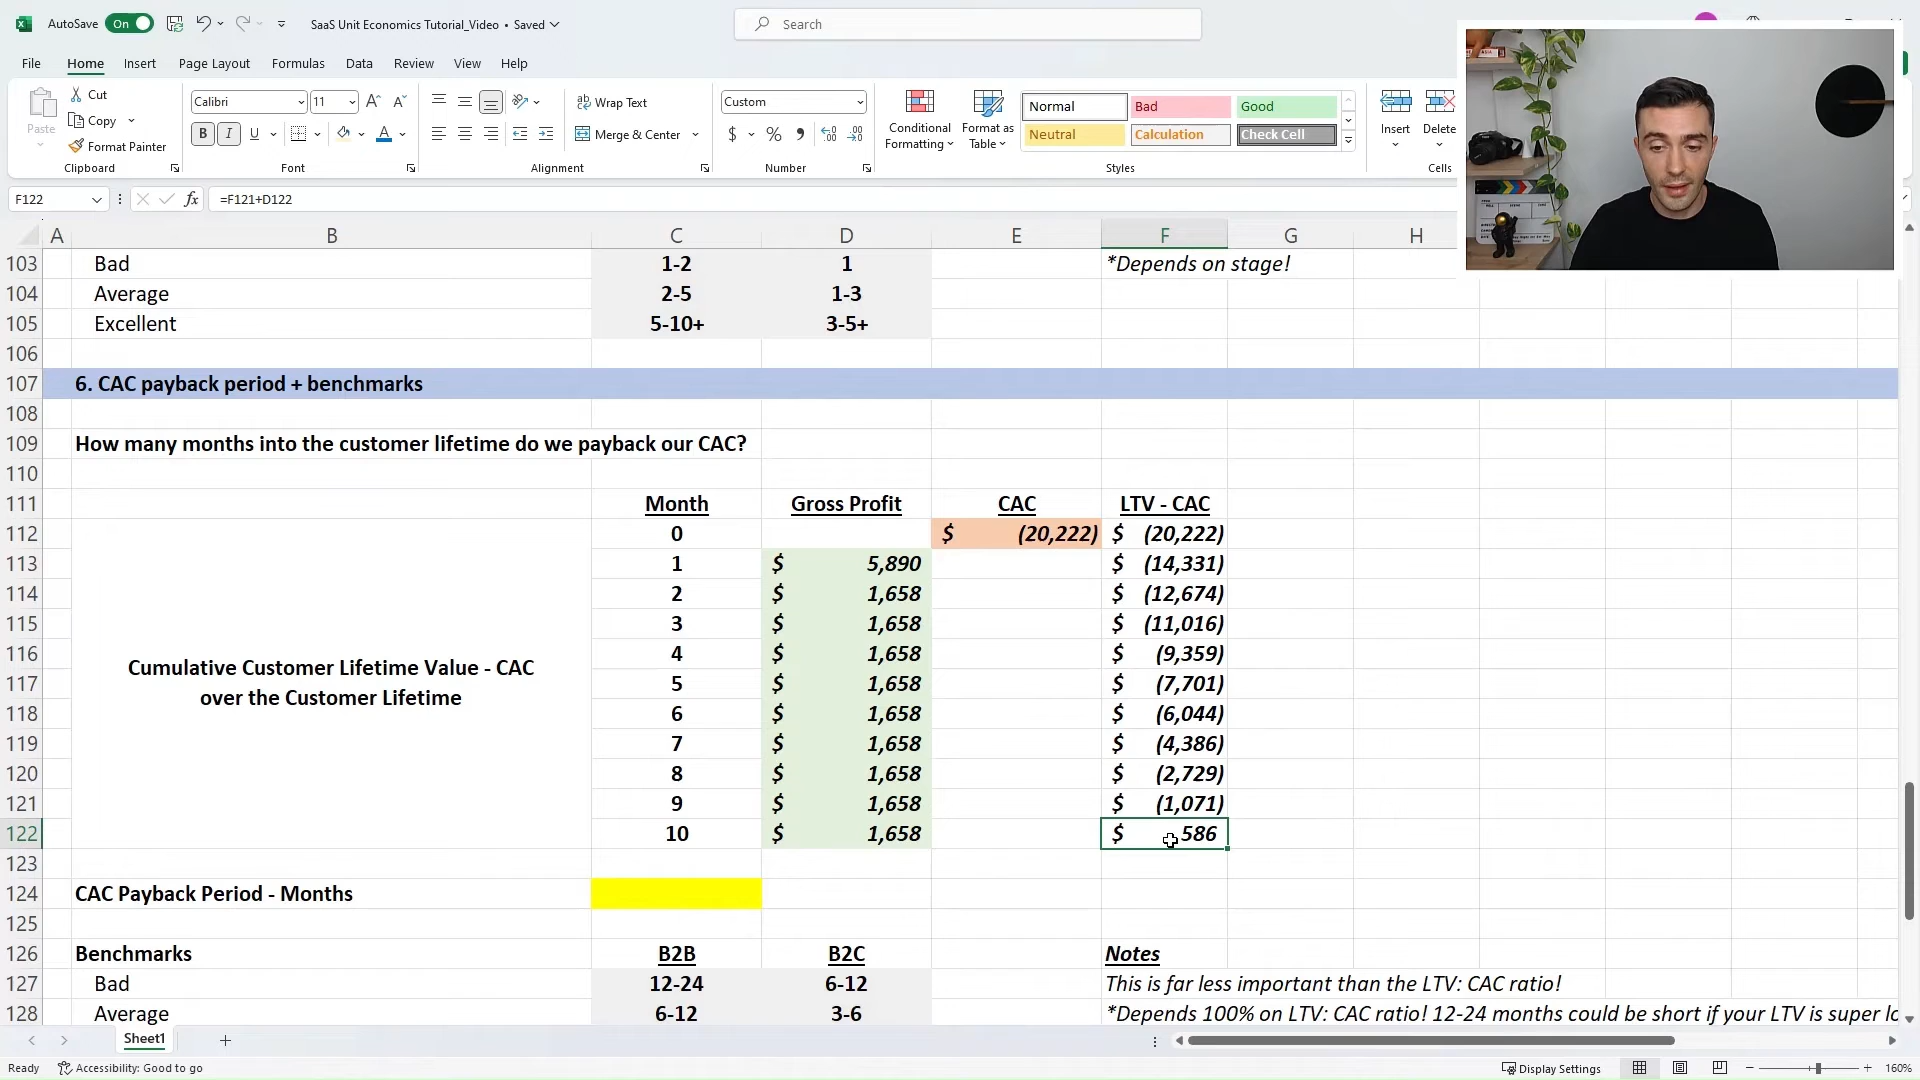 AutoSave On SaaS Unit Economics Tutorial_Video • Saved Search
File Home Insert Page Layout Formulas Data Review View Help
Paste Cut Copy Format Painter Clipboard
Calibri 11 B I U A Font
ab Wrap Text Merge & Center Alignment
Custom $ % Number
Conditional Formatting Format as Table
Normal Bad Good
Neutral Calculation Check Cell
Styles
Insert Delete
Cells
F122 fx =F121+D122
A B C D E F G H
103 Bad 1-2 1 *Depends on stage!
104 Average 2-5 1-3
105 Excellent 5-10+ 3-5+
106
107 6. CAC payback period + benchmarks
108
109 How many months into the customer lifetime do we payback our CAC?
110
111 Month Gross Profit CAC LTV - CAC
112 0 $ (20,222) $ (20,222)
113 1 $ 5,890 $ (14,331)
114 2 $ 1,658 $ (12,674)
115 3 $ 1,658 $ (11,016)
116 4 $ 1,658 $ (9,359)
117 5 $ 1,658 $ (7,701)
118 6 $ 1,658 $ (6,044)
119 7 $ 1,658 $ (4,386)
120 8 $ 1,658 $ (2,729)
121 9 $ 1,658 $ (1,071)
122 10 $ 1,658 $ 586
Cumulative Customer Lifetime Value - CAC
over the Customer Lifetime
123
124 CAC Payback Period - Months
125
126 Benchmarks B2B B2C Notes
127 Bad 12-24 6-12 This is far less important than the LTV: CAC ratio!
128 Average 6-12 3-6 *Depends 100% on LTV: CAC ratio! 12-24 months could be short if your LTV is super lo
Sheet1
Ready Accessibility: Good to go Display Settings 160%